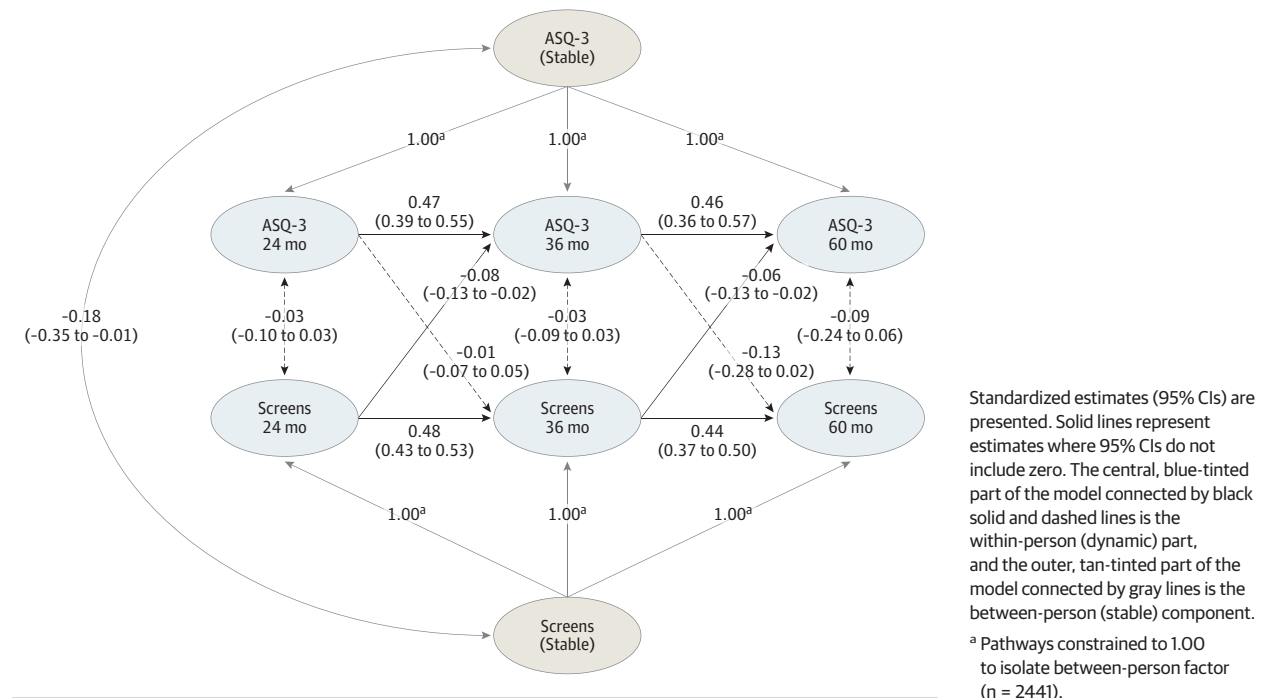 ASQ-3
(Stable)
1.00ᵃ
1.00ᵃ
1.00ᵃ
0.47
(0.39 to 0.55)
0.46
(0.36 to 0.57)
ASQ-3
24 mo
ASQ-3
36 mo
ASQ-3
60 mo
-0.08
(-0.13 to -0.02)
-0.06
(-0.13 to -0.02)
-0.18
(-0.35 to -0.01)
-0.03
(-0.10 to 0.03)
-0.03
(-0.09 to 0.03)
-0.09
(-0.24 to 0.06)
-0.01
(-0.07 to 0.05)
-0.13
(-0.28 to 0.02)
Screens
24 mo
Screens
36 mo
Screens
60 mo
0.48
(0.43 to 0.53)
0.44
(0.37 to 0.50)
1.00ᵃ
1.00ᵃ
1.00ᵃ
Screens
(Stable)
Standardized estimates (95% CIs) are
presented. Solid lines represent
estimates where 95% CIs do not
include zero. The central, blue-tinted
part of the model connected by black
solid and dashed lines is the
within-person (dynamic) part,
and the outer, tan-tinted part of the
model connected by gray lines is the
between-person (stable) component.
ᵃ Pathways constrained to 1.00
to isolate between-person factor
(n = 2441).